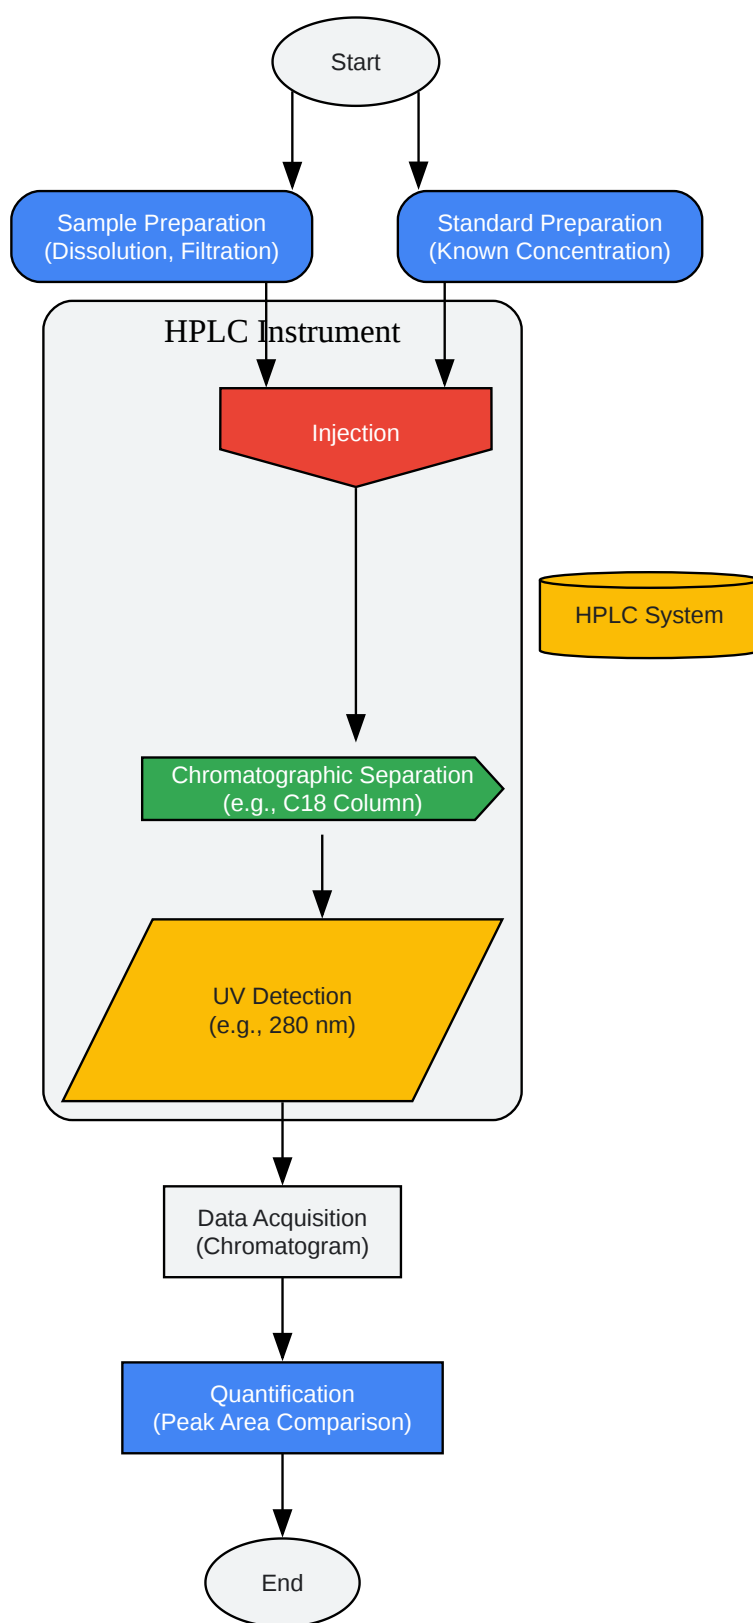 Start
Sample Preparation
(Dissolution, Filtration)
Standard Preparation
(Known Concentration)
HPLC Instrument
Injection
HPLC System
Chromatographic Separation
(e.g., C18 Column)
UV Detection
(e.g., 280 nm)
Data Acquisition
(Chromatogram)
Quantification
(Peak Area Comparison)
End